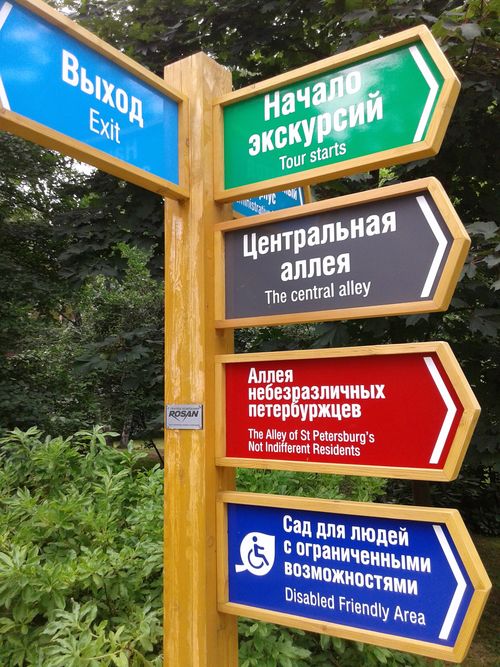 Выход
Exit
Начало
экскурсий
Tour starts
Центральная
аллея
The central alley
Аллея
небезразличных
петербуржцев
The Alley of St Petersburg's
Not Indifferent Residents
ROSAN
Сад для людей
с ограниченными
возможностями
Disabled Friendly Area